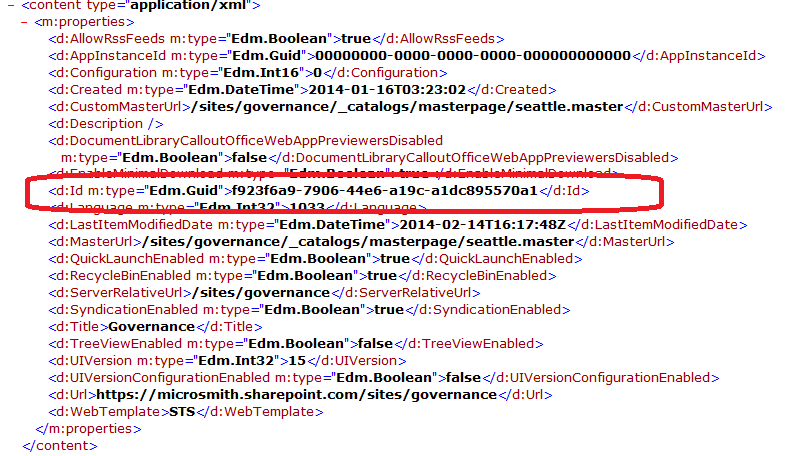 − <content type="application/xml">
− <m:properties>
<d:AllowRssFeeds m:type="Edm.Boolean">true</d:AllowRssFeeds>
<d:AppInstanceId m:type="Edm.Guid">00000000-0000-0000-0000-000000000000</d:AppInstanceId>
<d:Configuration m:type="Edm.Int16">0</d:Configuration>
<d:Created m:type="Edm.DateTime">2014-01-16T03:23:02</d:Created>
<d:CustomMasterUrl>/sites/governance/_catalogs/masterpage/seattle.master</d:CustomMasterUrl>
<d:Description />
<d:DocumentLibraryCalloutOfficeWebAppPreviewersDisabled
m:type="Edm.Boolean">false</d:DocumentLibraryCalloutOfficeWebAppPreviewersDisabled>
<d:EnableMinimalDownload m:type="Edm.Boolean">true</d:EnableMinimalDownload>
<d:Id m:type="Edm.Guid">f923f6a9-7906-44e6-a19c-a1dc895570a1</d:Id>
<d:Language m:type="Edm.Int32">1033</d:Language>
<d:LastItemModifiedDate m:type="Edm.DateTime">2014-02-14T16:17:48Z</d:LastItemModifiedDate>
<d:MasterUrl>/sites/governance/_catalogs/masterpage/seattle.master</d:MasterUrl>
<d:QuickLaunchEnabled m:type="Edm.Boolean">true</d:QuickLaunchEnabled>
<d:RecycleBinEnabled m:type="Edm.Boolean">true</d:RecycleBinEnabled>
<d:ServerRelativeUrl>/sites/governance</d:ServerRelativeUrl>
<d:SyndicationEnabled m:type="Edm.Boolean">true</d:SyndicationEnabled>
<d:Title>Governance</d:Title>
<d:TreeViewEnabled m:type="Edm.Boolean">false</d:TreeViewEnabled>
<d:UIVersion m:type="Edm.Int32">15</d:UIVersion>
<d:UIVersionConfigurationEnabled m:type="Edm.Boolean">false</d:UIVersionConfigurationEnabled>
<d:Url>https://microsmith.sharepoint.com/sites/governance</d:Url>
<d:WebTemplate>STS</d:WebTemplate>
</m:properties>
</content>